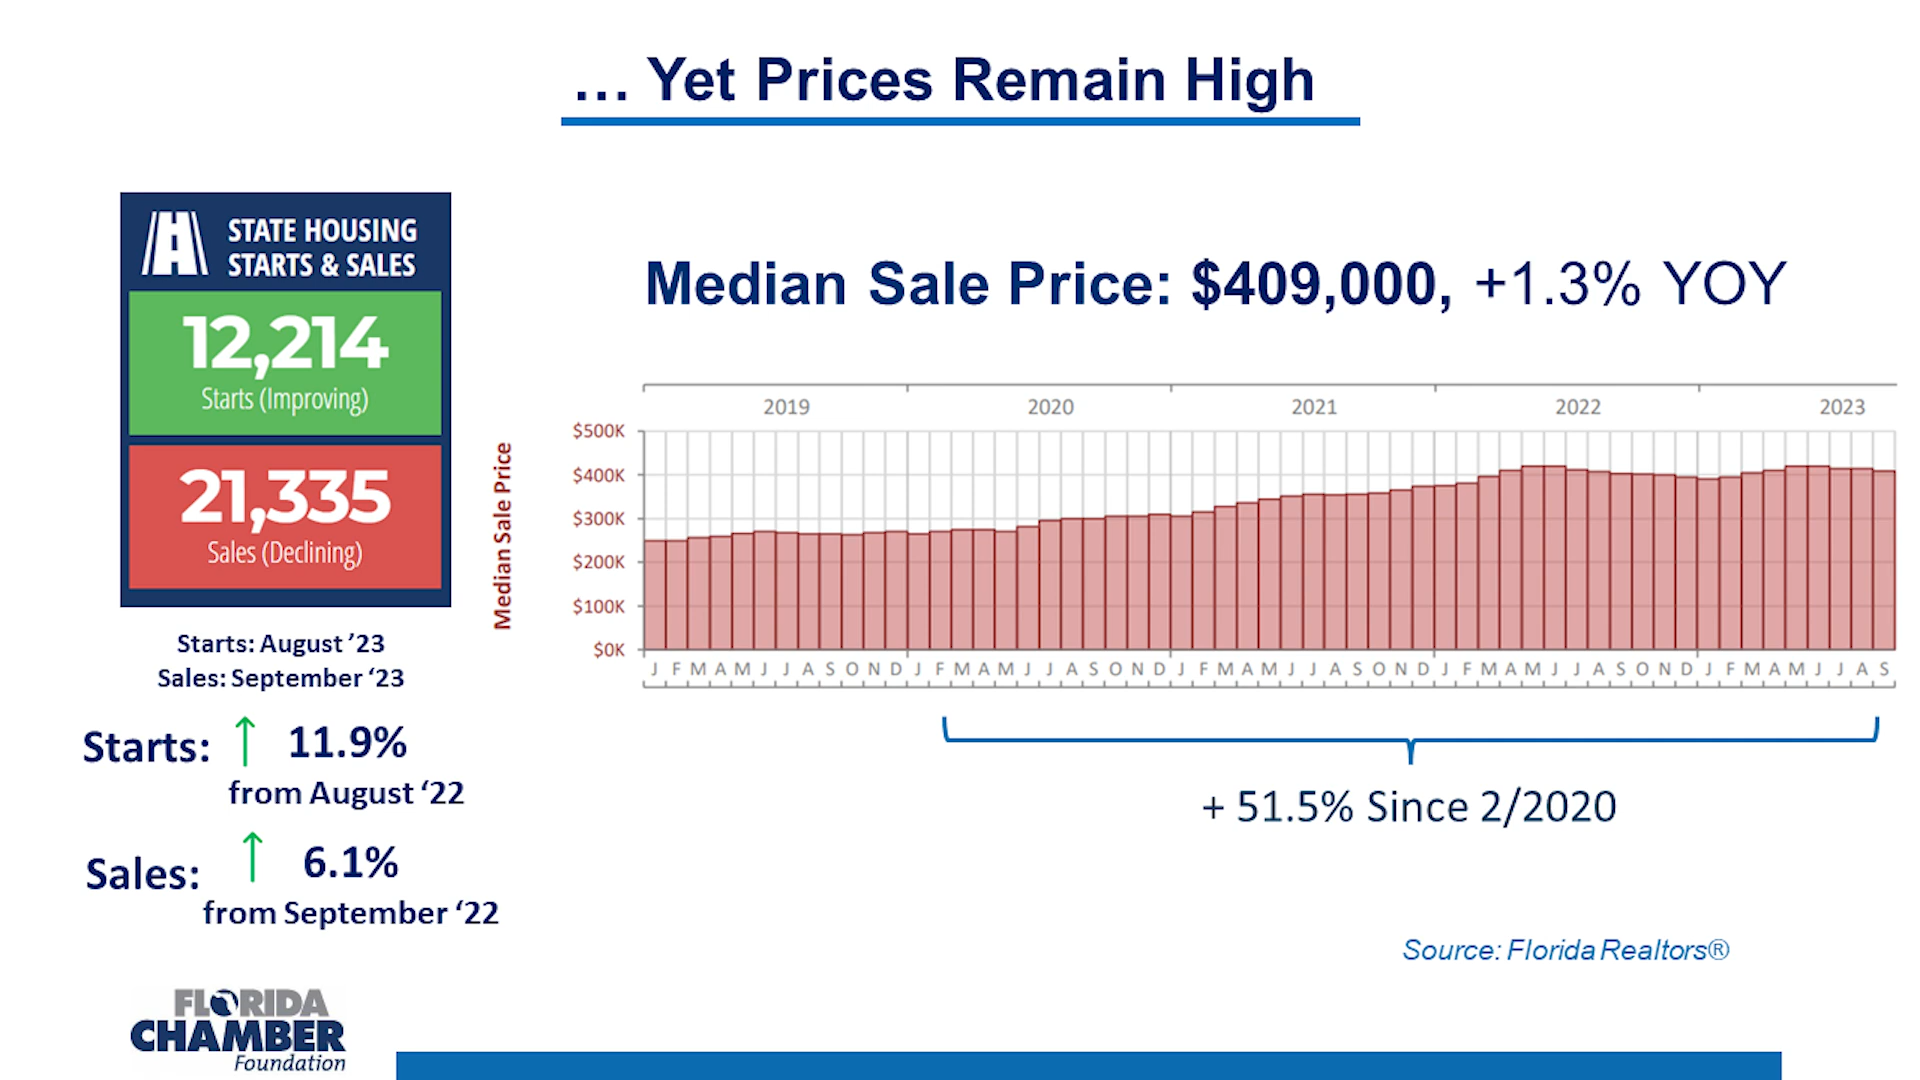 … Yet Prices Remain High
STATE HOUSING
STARTS & SALES
12,214
Starts (Improving)
21,335
Sales (Declining)
Starts: August ’23
Sales: September ‘23
Starts: ↑ 11.9%
from August ‘22
Sales: ↑ 6.1%
from September ‘22
Median Sale Price: $409,000, +1.3% YOY
2019 2020 2021 2022 2023
Median Sale Price
$500K
$400K
$300K
$200K
$100K
$0K
J F M A M J J A S O N D J F M A M J J A S O N D J F M A M J J A S O N D J F M A M J J A S O N D J F M A M J J A S
+ 51.5% Since 2/2020
Source: Florida Realtors®
FLORIDA
CHAMBER
Foundation